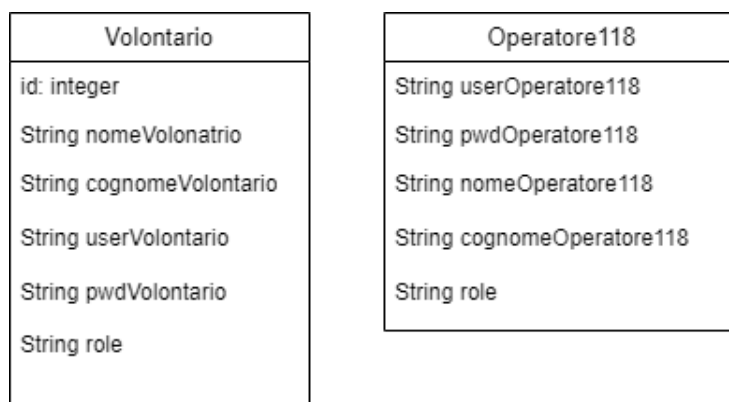 Volontario
id: integer
String nomeVolonatrio
String cognomeVolontario
String userVolontario
String pwdVolontario
String role
Operatore118
String userOperatore118
String pwdOperatore118
String nomeOperatore118
String cognomeOperatore118
String role